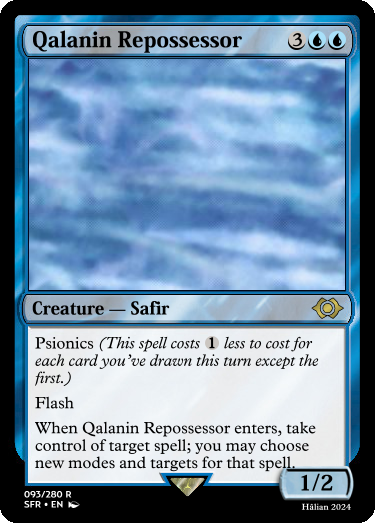 Qalanin Repossessor 3
Creature — Safir
Psionics (This spell costs 1 less to cost for
each card you've drawn this turn except the
first.)
Flash
When Qalanin Repossessor enters, take
control of target spell; you may choose
new modes and targets for that spell.
1/2
093/280 R
SFR • EN
Hālian 2024